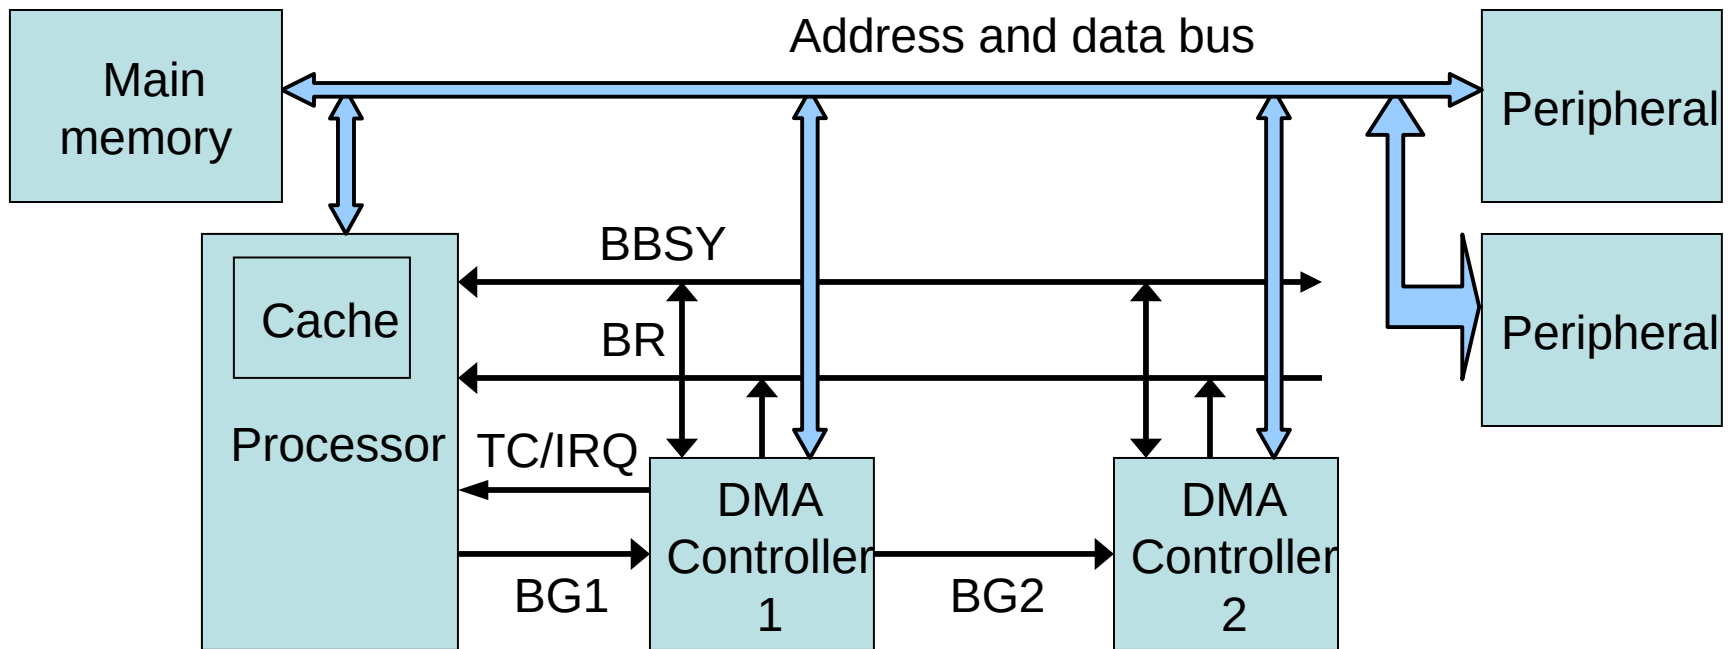 Address and data bus
Main
memory
Peripheral
BBSY
Cache
BR
Peripheral
Processor
TC/IRQ
DMA
Controller
1
DMA
Controller
2
BG1
BG2